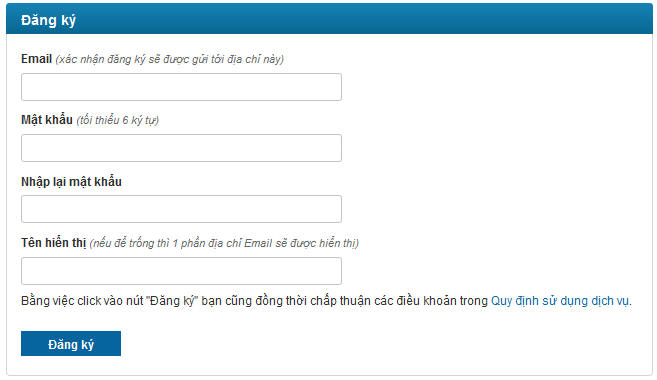 Đăng ký
Email (xác nhận đăng ký sẽ được gửi tới địa chỉ này)
Mật khẩu (tối thiểu 6 ký tự)
Nhập lại mật khẩu
Tên hiển thị (nếu để trống thì 1 phần địa chỉ Email sẽ được hiển thị)
Bằng việc click vào nút "Đăng ký" bạn cũng đồng thời chấp thuận các điều khoản trong Quy định sử dụng dịch vụ.
Đăng ký